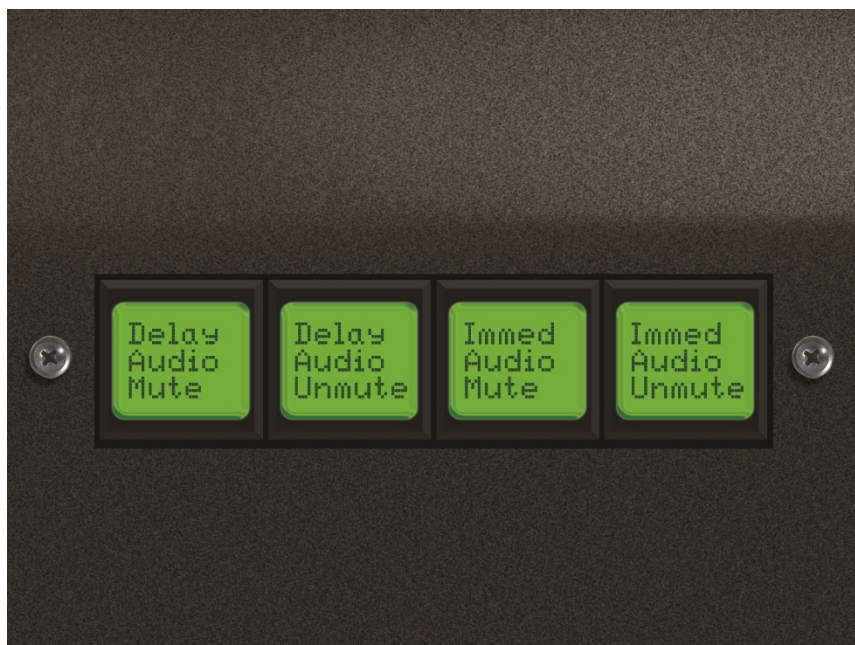 Delay
Audio
Mute
Delay
Audio
Unmute
Immed
Audio
Mute
Immed
Audio
Unmute